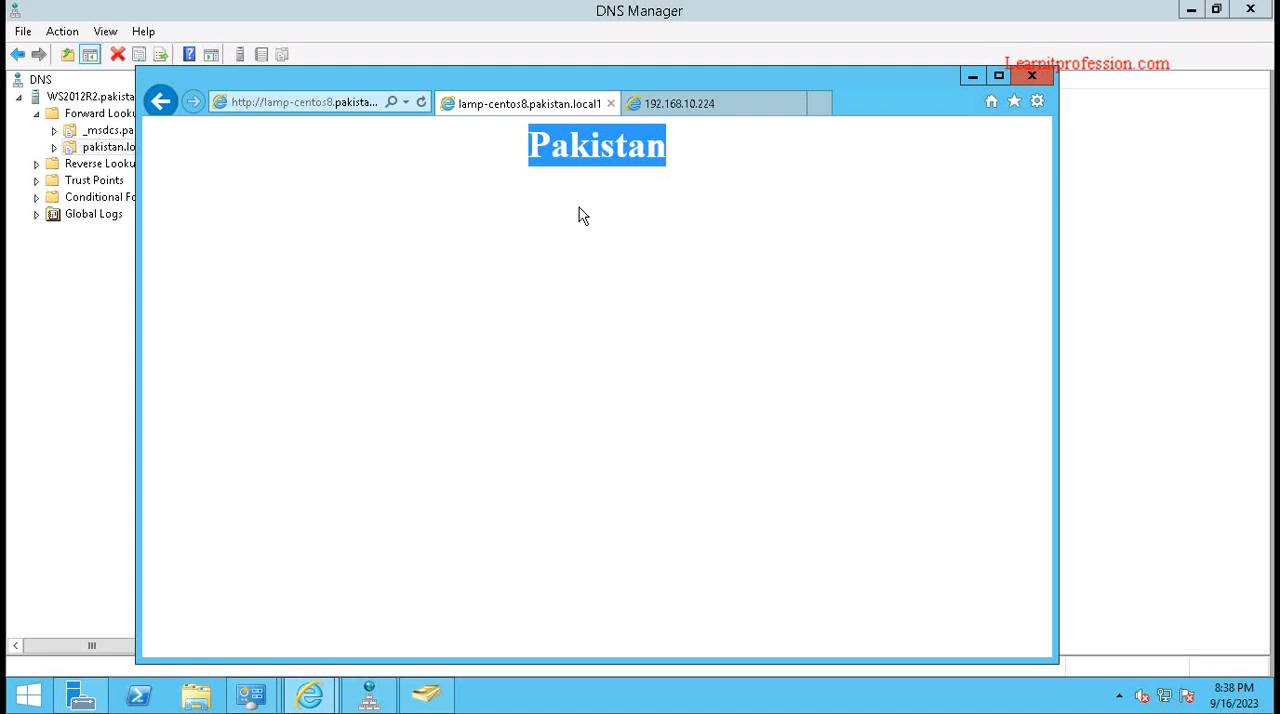 DNS Manager
File Action View Help
Learnitprofession.com
DNS
WS2012R2.pakista
Forward Looku
_msdcs.pa
pakistan.lo
Reverse Looku
Trust Points
Conditional Fo
Global Logs
http://lamp-centos8.pakista...
lamp-centos8.pakistan.local1
192.168.10.224
Pakistan
8:38 PM
9/16/2023